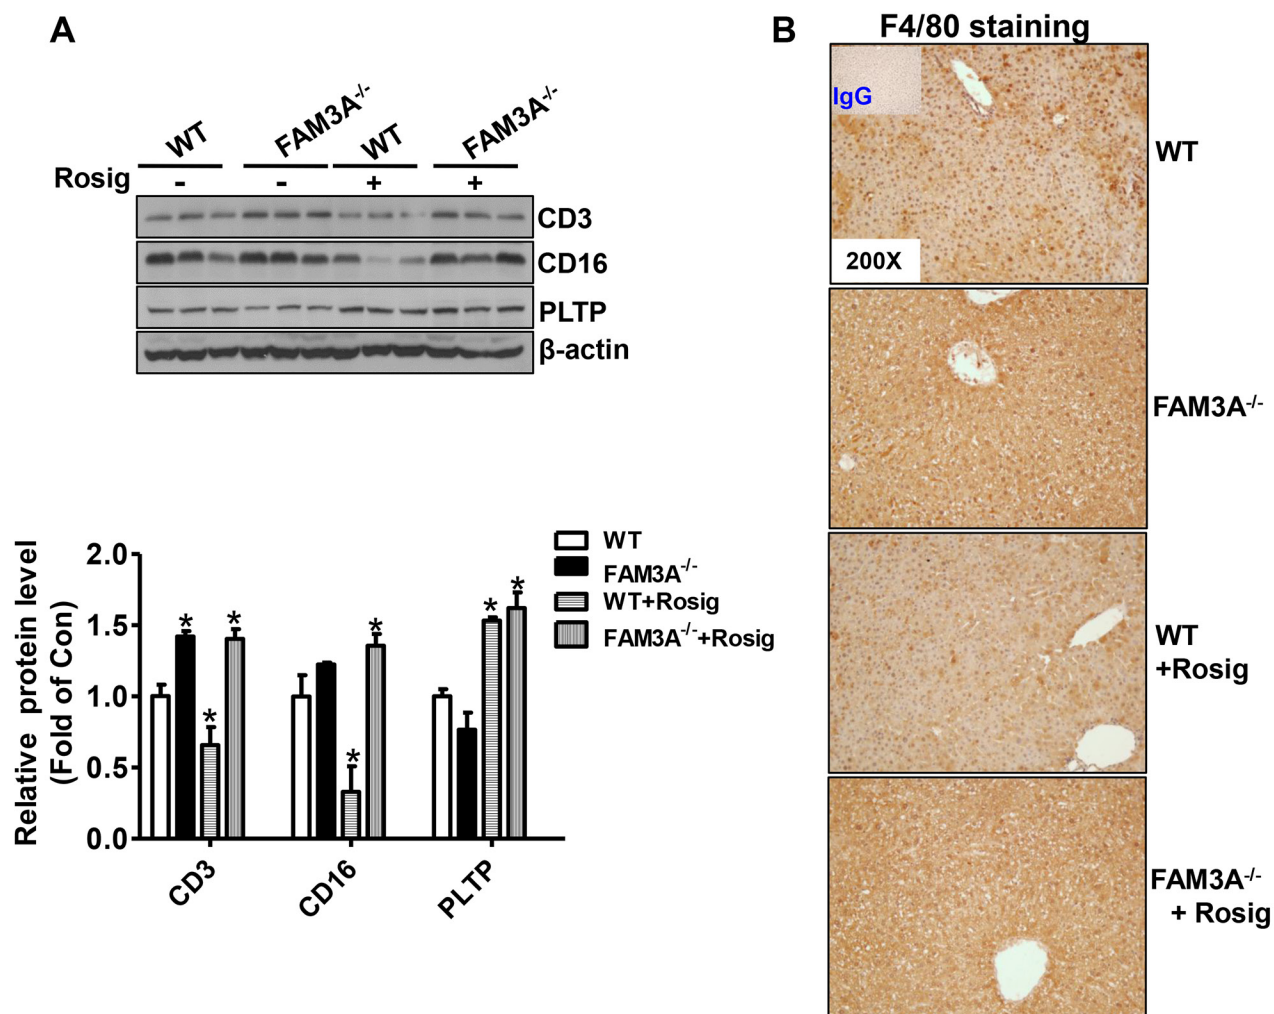 A
WT FAM3A-/- WT FAM3A-/-
Rosig - - + +
CD3
CD16
PLTP
β-actin
Relative protein level
(Fold of Con)
2.0
1.5
1.0
0.5
0.0
* * * * * * *
CD3 CD16 PLTP
WT
FAM3A-/-
WT+Rosig
FAM3A-/-+Rosig
B
F4/80 staining
IgG
200X
WT
FAM3A-/-
WT
+Rosig
FAM3A-/-
+ Rosig